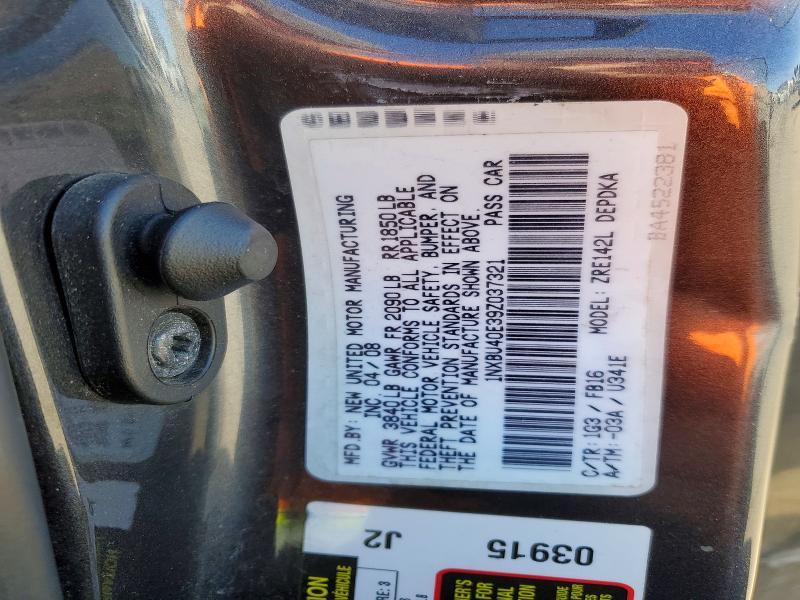 MFD.BY: NEW UNITED MOTOR MANUFACTURING
INC. 04/08
GVWR 3840LB GAWR FR 2090LB RR1850LB
THIS VEHICLE CONFORMS TO ALL APPLICABLE
FEDERAL MOTOR VEHICLE SAFETY, BUMPER, AND
THEFT PREVENTION STANDARDS IN EFFECT ON
THE DATE OF MANUFACTURE SHOWN ABOVE.
1NXBU40E39Z037321 PASS CAR
C/TR: 1G3 / FB16 MODEL: ZRE142L DEPDKA
A/TM: -03A / U341E
BA4522381
J2
03915